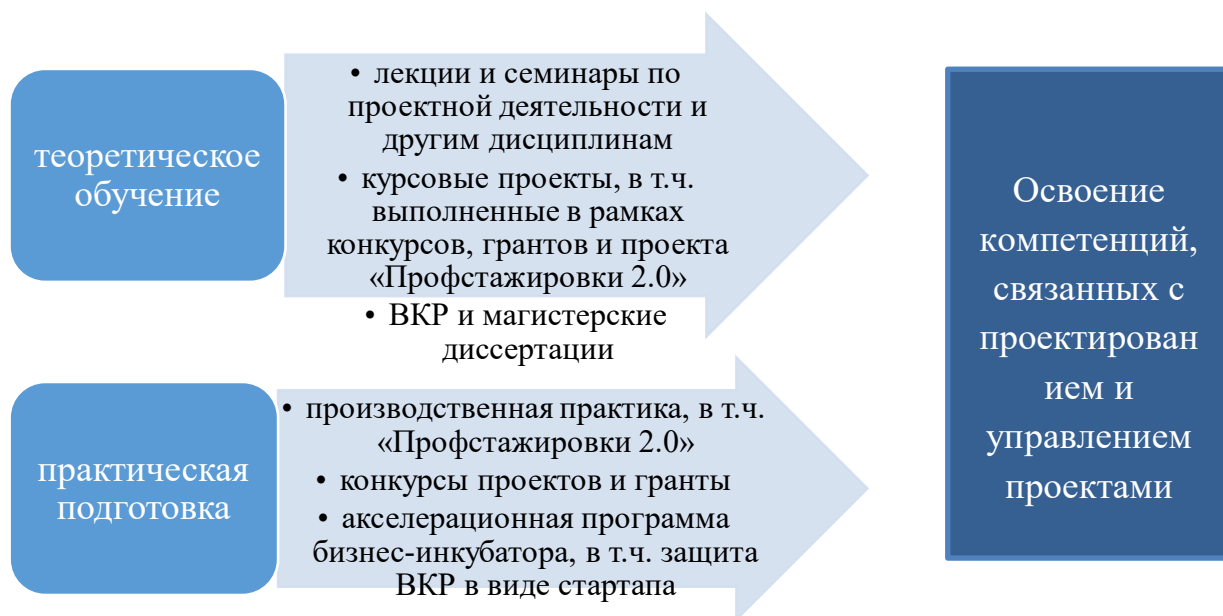 теоретическое
обучение
• лекции и семинары по
проектной деятельности и
другим дисциплинам
• курсовые проекты, в т.ч.
выполненные в рамках
конкурсов, грантов и проекта
«Профстажировки 2.0»
• ВКР и магистерские
диссертации
практическая
подготовка
• производственная практика, в т.ч.
«Профстажировки 2.0»
• конкурсы проектов и гранты
• акселерационная программа
бизнес-инкубатора, в т.ч. защита
ВКР в виде стартапа
Освоение
компетенций,
связанных с
проектирован
ием и
управлением
проектами